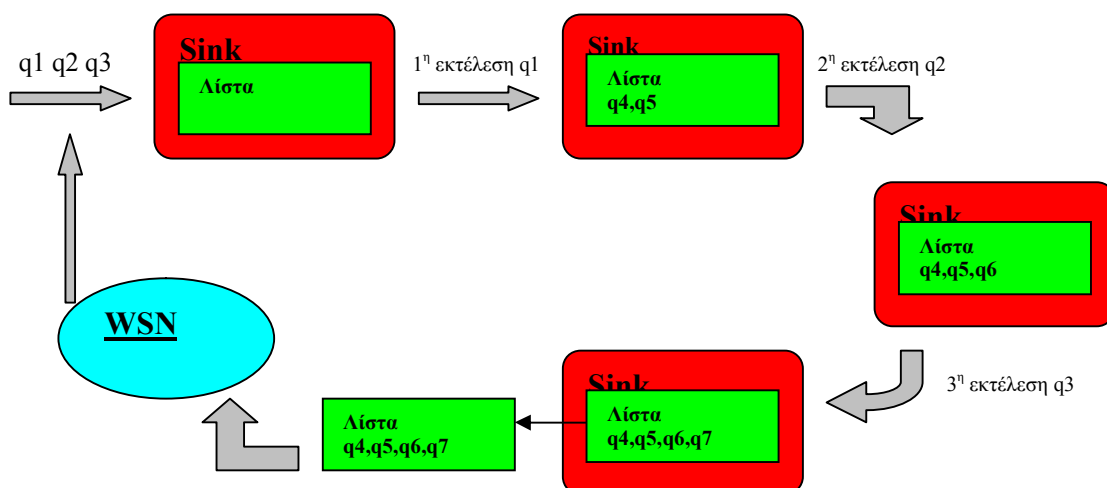 q1 q2 q3
Sink
Λίστα
1η εκτέλεση q1
Sink
Λίστα
q4,q5
2η εκτέλεση q2
Sink
Λίστα
q4,q5,q6
3η εκτέλεση q3
Sink
Λίστα
q4,q5,q6,q7
Λίστα
q4,q5,q6,q7
WSN